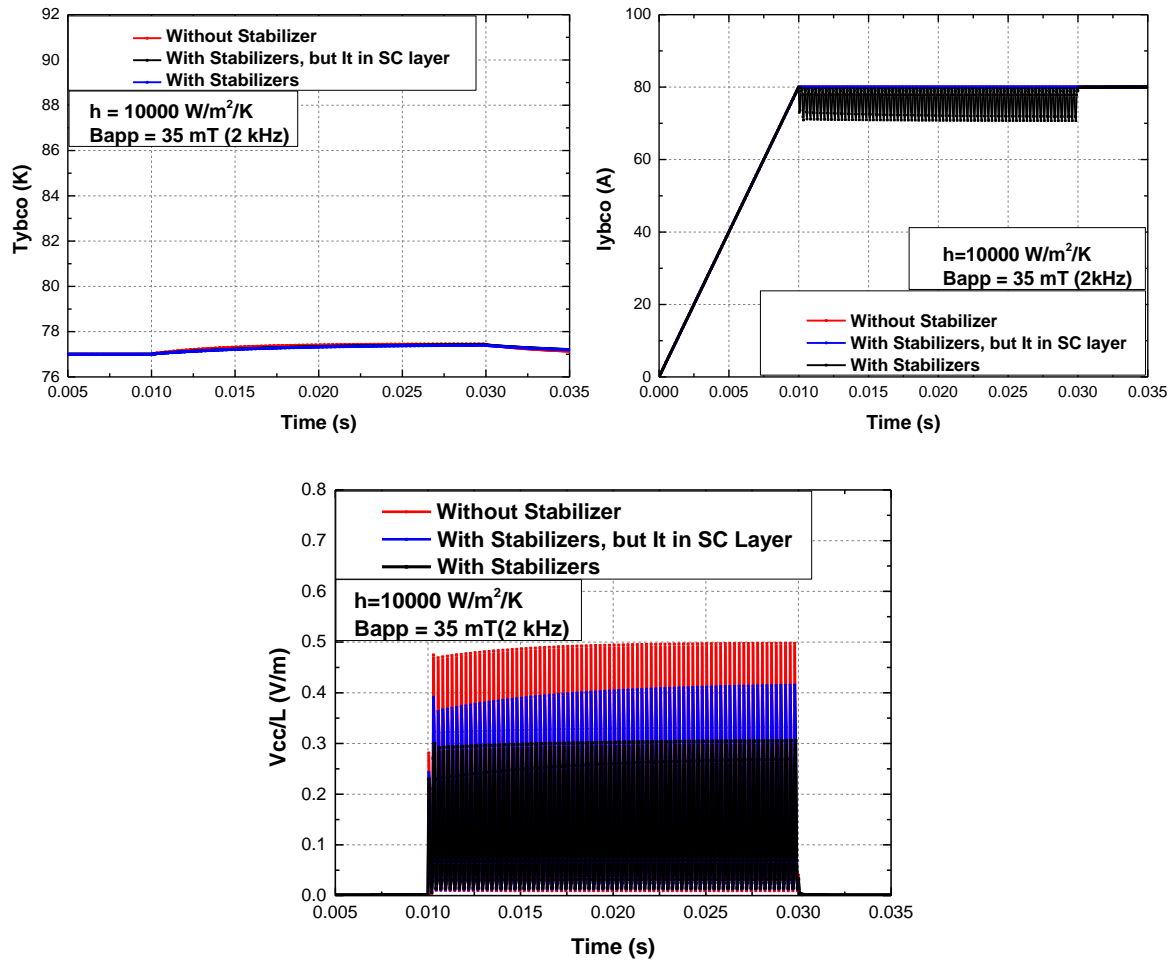 92
90
88
86
84
82
80
78
76
Tybco (K)
Without Stabilizer
With Stabilizers, but It in SC layer
With Stabilizers
h = 10000 W/m²/K
Bapp = 35 mT (2 kHz)
0.005 0.010 0.015 0.020 0.025 0.030 0.035
Time (s)
100
80
60
40
20
0
Iybco (A)
h=10000 W/m²/K
Bapp = 35 mT (2kHz)
Without Stabilizer
With Stabilizers, but It in SC layer
With Stabilizers
0.000 0.005 0.010 0.015 0.020 0.025 0.030 0.035
Time (s)
0.8
0.7
0.6
0.5
0.4
0.3
0.2
0.1
0.0
Vcc/L (V/m)
Without Stabilizer
With Stabilizers, but It in SC Layer
With Stabilizers
h=10000 W/m²/K
Bapp = 35 mT(2 kHz)
0.005 0.010 0.015 0.020 0.025 0.030 0.035
Time (s)